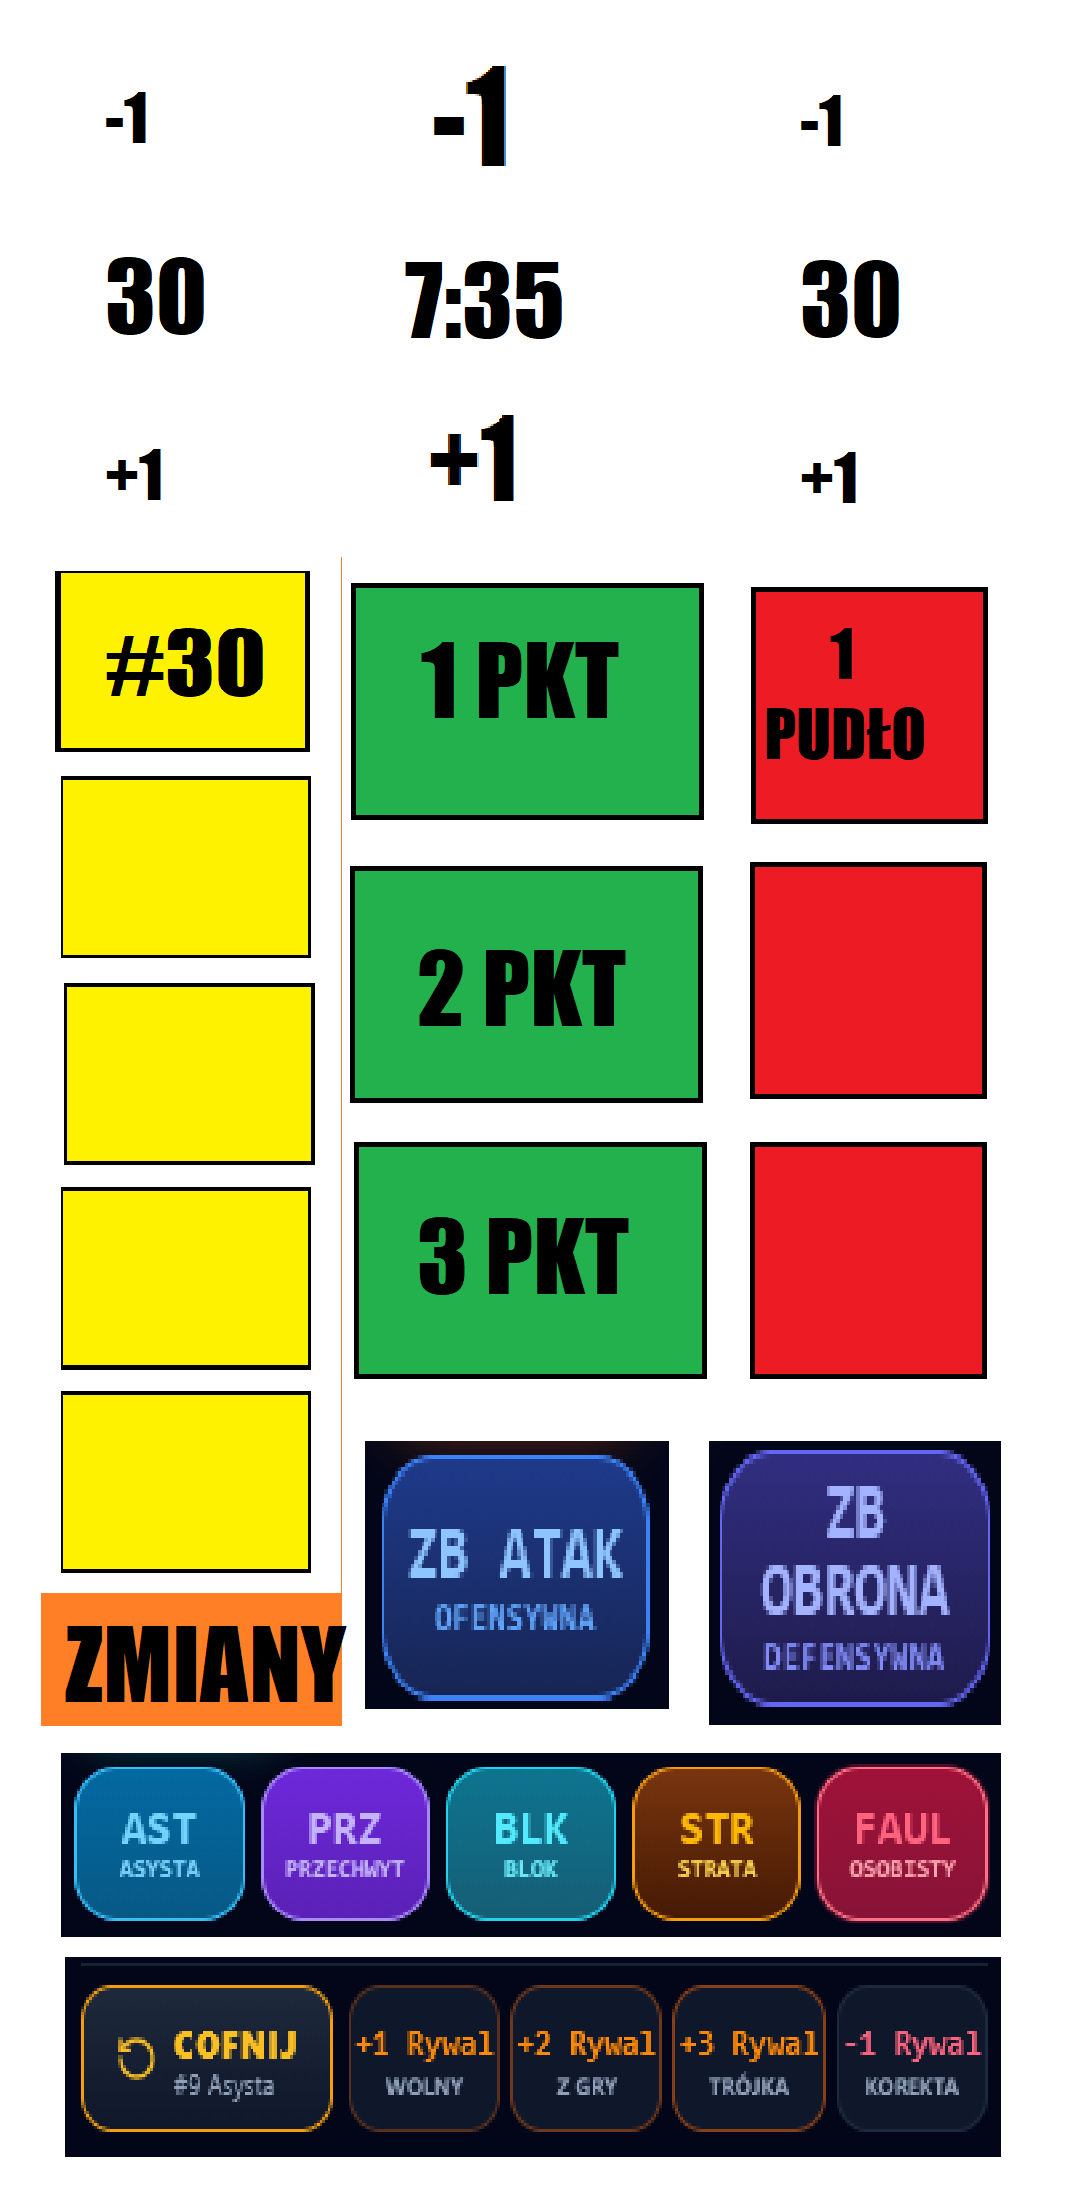 -1 -1 -1
30 7:35 30
+1 +1 +1
#30
1 PKT
1
PUDŁO
2 PKT
3 PKT
ZB ATAK
OFENSYWNA
ZB
OBRONA
DEFENSYWNA
ZMIANY
AST PRZ BLK STR FAUL
ASYSTA PRZECHWYT BLOK STRATA OSOBISTY
COFNIJ +1 Rywal +2 Rywal +3 Rywal -1 Rywal
#9 Asysta WOLNY Z GRY TRÓJKA KOREKTA